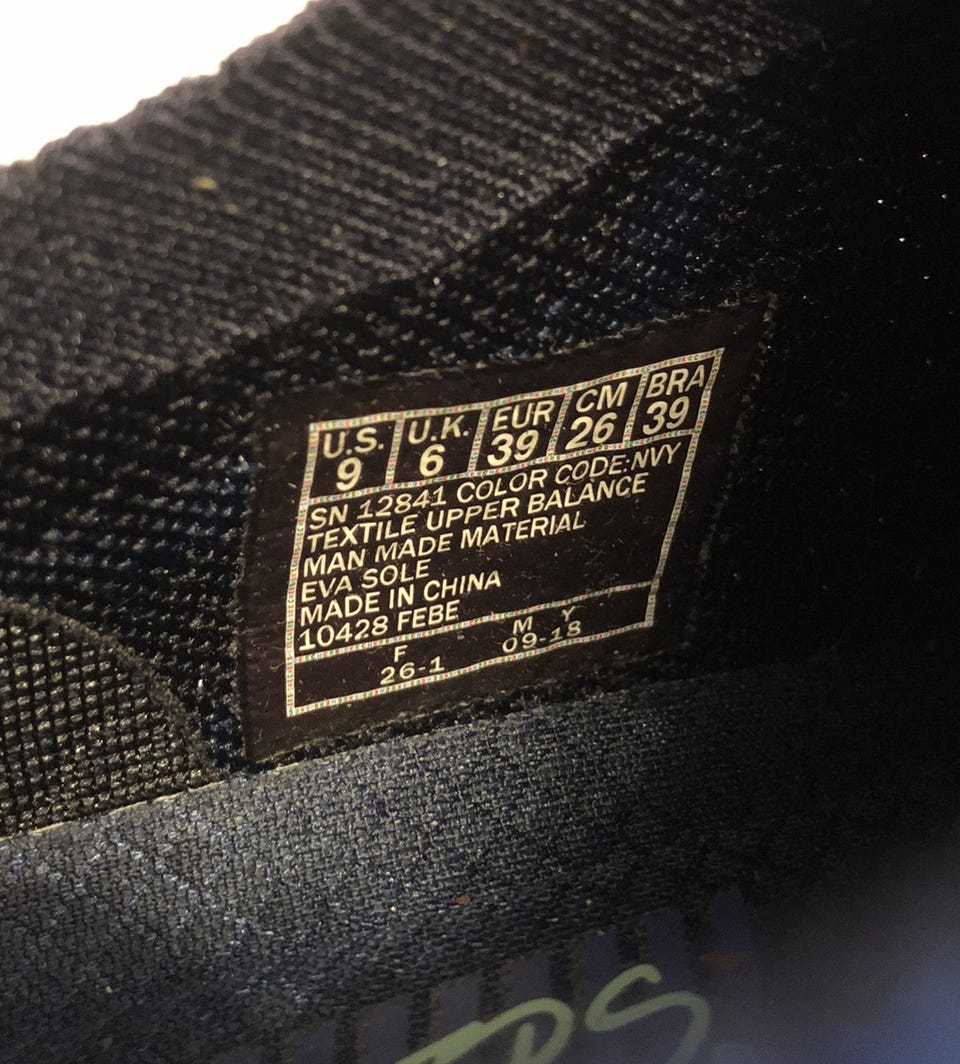 U.S. U.K. EUR CM BRA
9 6 39 26 39
SN 12841 COLOR CODE:NVY
TEXTILE UPPER BALANCE
MAN MADE MATERIAL
EVA SOLE
MADE IN CHINA
10428 FEBE
F M Y
26-1 09-18